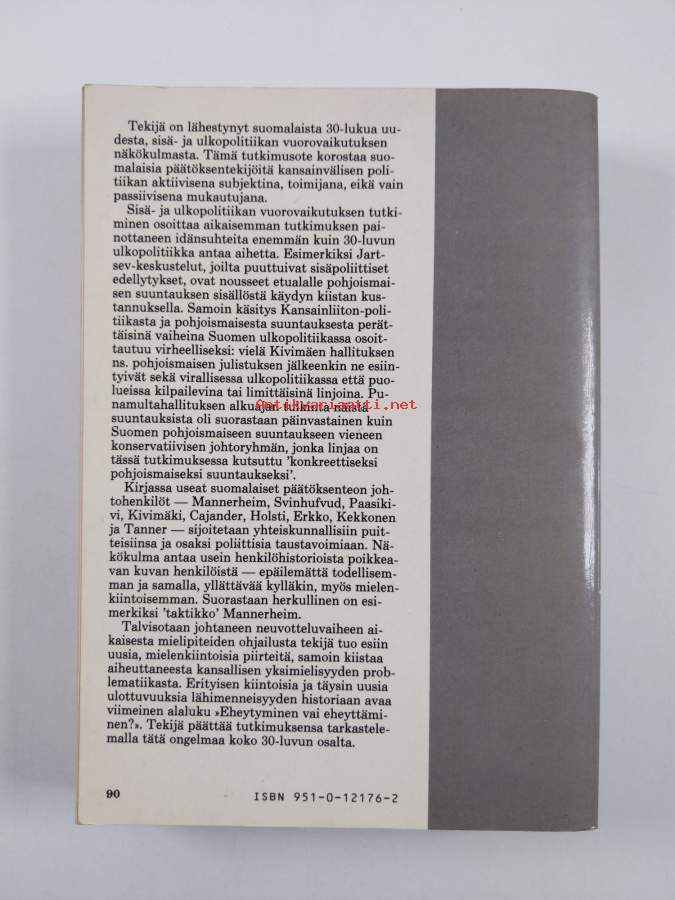 Tekijä on lähestynyt suomalaista 30-lukua uu-
desta, sisä- ja ulkopolitiikan vuorovaikutuksen
näkökulmasta. Tämä tutkimusote korostaa suo-
malaisia päätöksentekijöitä kansainvälisen poli-
tiikan aktiivisena subjektina, toimijana, eikä vain
passiivisena mukautujana.
Sisä- ja ulkopolitiikan vuorovaikutuksen tutki-
minen osoittaa aikaisemman tutkimuksen pai-
nottaneen idänsuhteita enemmän kuin 30-luvun
ulkopolitiikka antaa aihetta. Esimerkiksi Jart-
sev-keskustelut, joilta puuttuivat sisäpoliittiset
edellytykset, ovat nousseet etualalle pohjoismai-
sen suuntauksen sisällöstä käydyn kiistan kus-
tannuksella. Samoin käsitys Kansainliiton-poli-
tiikasta ja pohjoismaisesta suuntauksesta perät-
täisinä vaiheina Suomen ulkopolitiikassa osoit-
tautuu virheelliseksi: vielä Kivimäen hallituksen
ns. pohjoismaisen julistuksen jälkeenkin ne esiin-
tyivät sekä virallisessa ulkopolitiikassa että puo-
lueissa kilpailevina tai limittäisinä linjoina. Pu-
namultahallituksen alkuajan tulkinta näistä
Antikvariaatti.net
suuntauksista oli suorastaan päinvastainen kuin
Suomen pohjoismaiseen suuntaukseen vieneen
konservatiivisen johtoryhmän, jonka linjaa on
tässä tutkimuksessa kutsuttu 'konkreettiseksi
pohjoismaiseksi suuntaukseksi'.
Kirjassa useat suomalaiset päätöksenteon joh-
tohenkilöt — Mannerheim, Svinhufvud, Paasiki-
vi, Kivimäki, Cajander, Holsti, Erkko, Kekkonen
ja Tanner — sijoitetaan yhteiskunnallisiin puit-
teisiinsa ja osaksi poliittisia taustavoimiaan. Nä-
kökulma antaa usein henkilöhistorioista poikkea-
van kuvan henkilöistä — epäilemättä todellisem-
man ja samalla, yllättävää kylläkin, myös mielen-
kiintoisemman. Suorastaan herkullinen on esi-
merkiksi 'taktikko' Mannerheim.
Talvisotaan johtaneen neuvotteluvaiheen ai-
kaisesta mielipiteiden ohjailusta tekijä tuo esiin
uusia, mielenkiintoisia piirteitä, samoin kiistaa
aiheuttaneesta kansallisen yksimielisyyden prob-
lematiikasta. Erityisen kiintoisia ja täysin uusia
ulottuvuuksia lähimenneisyyden historiaan avaa
viimeinen alaluku »Eheytyminen vai eheyttämi-
nen?». Tekijä päättää tutkimuksensa tarkastele-
malla tätä ongelmaa koko 30-luvun osalta.
90
ISBN 951-0-12176-2